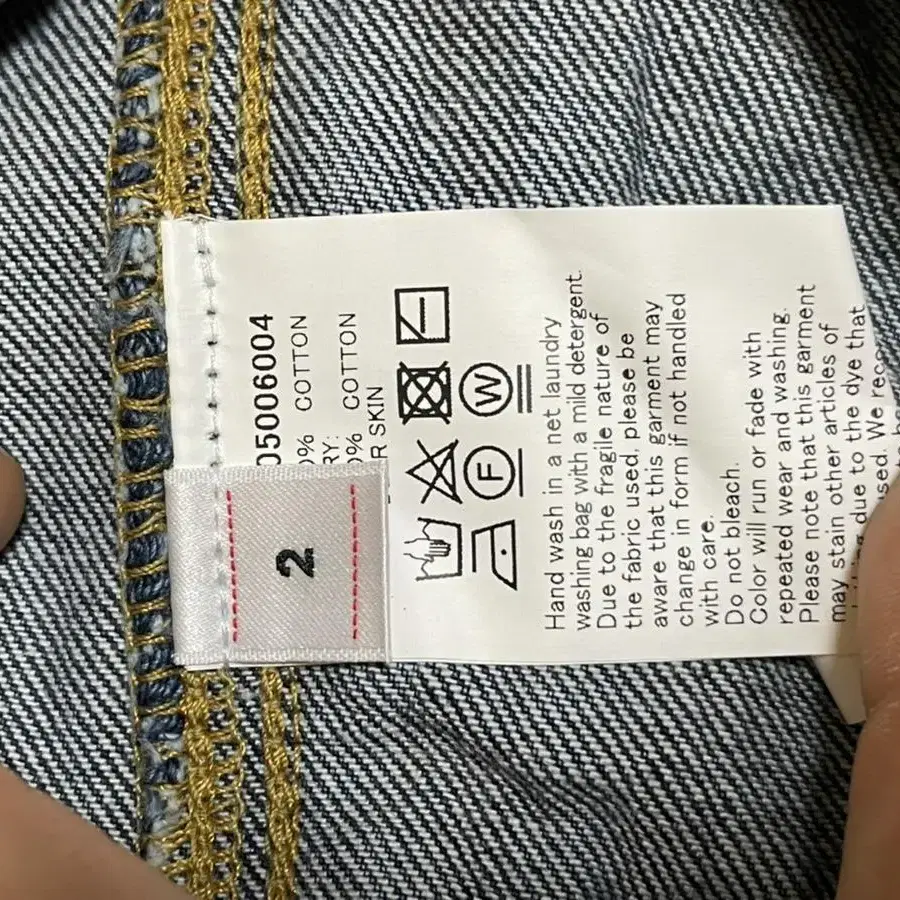 05006004
COTTON
COTTON
SKIN
W
F
Hand wash in a net laundry
washing bag with a mild detergent.
Due to the fragile nature of
the fabric used, please be
aware that this garment may
change in form if not handled
with care.
Do not bleach.
Color will run or fade with
repeated wear and washing.
Please note that this garment
may stain other articles of
due to the dye that
used. We
2